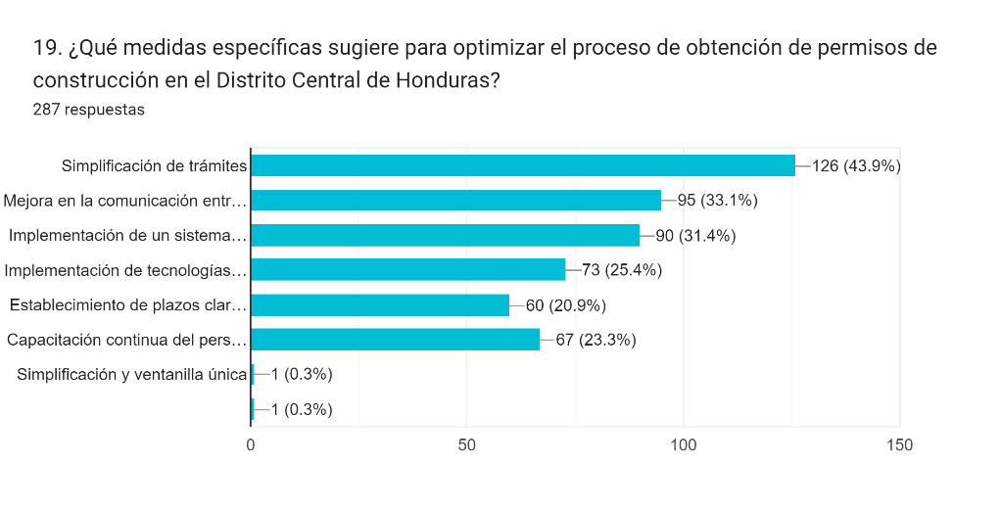 19. ¿Qué medidas específicas sugiere para optimizar el proceso de obtención de permisos de
construcción en el Distrito Central de Honduras?
287 respuestas
Simplificación de trámites 126 (43.9%)
Mejora en la comunicación entr… 95 (33.1%)
Implementación de un sistema… 90 (31.4%)
Implementación de tecnologías… 73 (25.4%)
Establecimiento de plazos clar… 60 (20.9%)
Capacitación continua del pers… 67 (23.3%)
Simplificación y ventanilla única 1 (0.3%)
1 (0.3%)
0 50 100 150